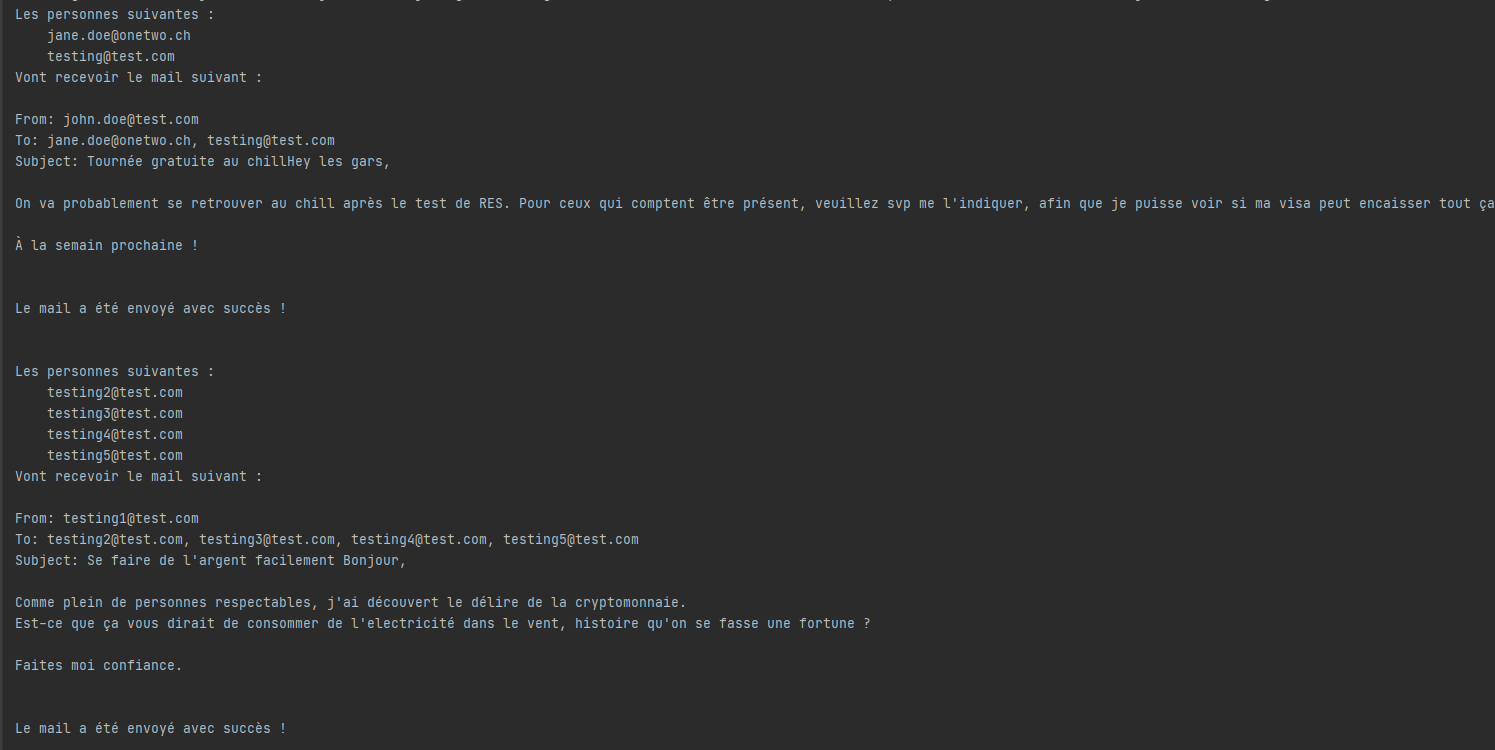 Les personnes suivantes :
jane.doe@onetwo.ch
testing@test.com
Vont recevoir le mail suivant :
From: john.doe@test.com
To: jane.doe@onetwo.ch, testing@test.com
Subject: Tournée gratuite au chillHey les gars,
On va probablement se retrouver au chill après le test de RES. Pour ceux qui comptent être présent, veuillez svp me l'indiquer, afin que je puisse voir si ma visa peut encaisser tout ça
À la semain prochaine !
Le mail a été envoyé avec succès !
Les personnes suivantes :
testing2@test.com
testing3@test.com
testing4@test.com
testing5@test.com
Vont recevoir le mail suivant :
From: testing1@test.com
To: testing2@test.com, testing3@test.com, testing4@test.com, testing5@test.com
Subject: Se faire de l'argent facilement Bonjour,
Comme plein de personnes respectables, j'ai découvert le délire de la cryptomonnaie.
Est-ce que ça vous dirait de consommer de l'electricité dans le vent, histoire qu'on se fasse une fortune ?
Faites moi confiance.
Le mail a été envoyé avec succès !